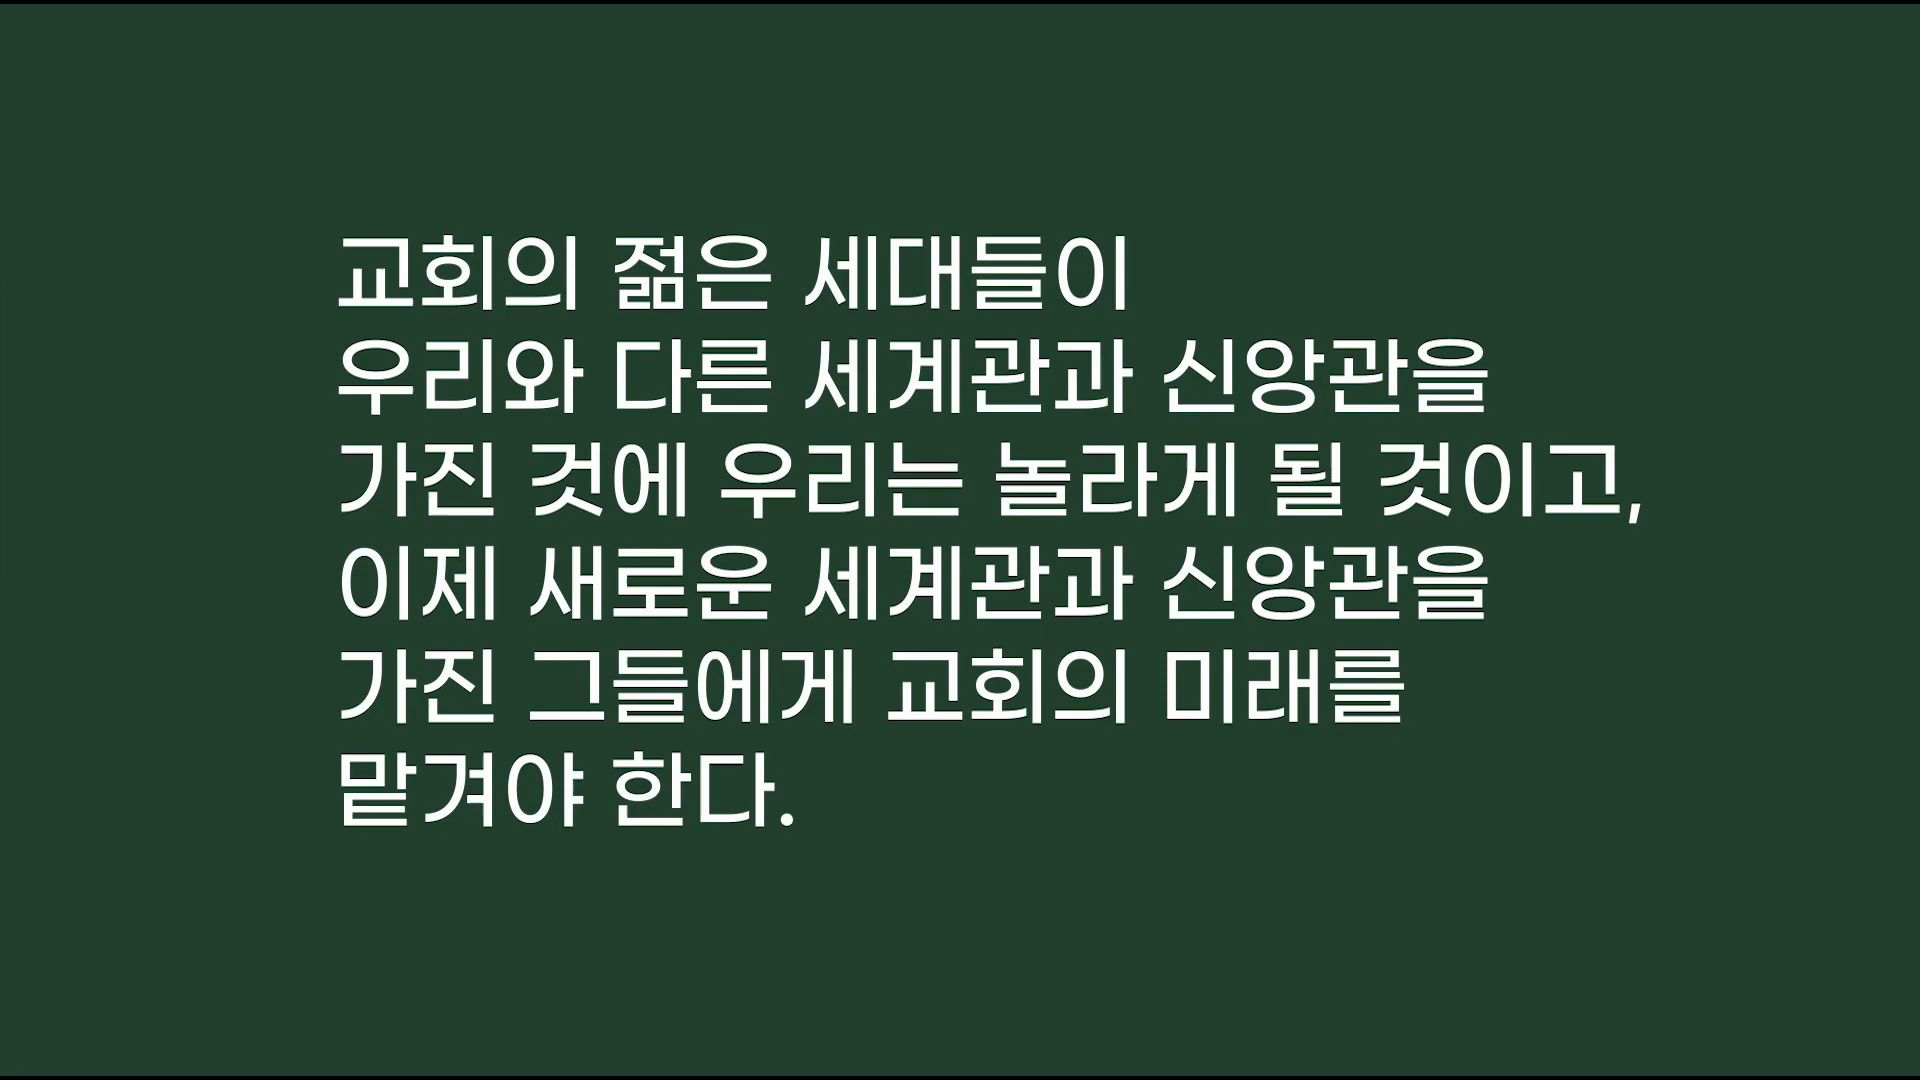 교회의 젊은 세대들이
우리와 다른 세계관과 신앙관을
가진 것에 우리는 놀라게 될 것이고,
이제 새로운 세계관과 신앙관을
가진 그들에게 교회의 미래를
맡겨야 한다.